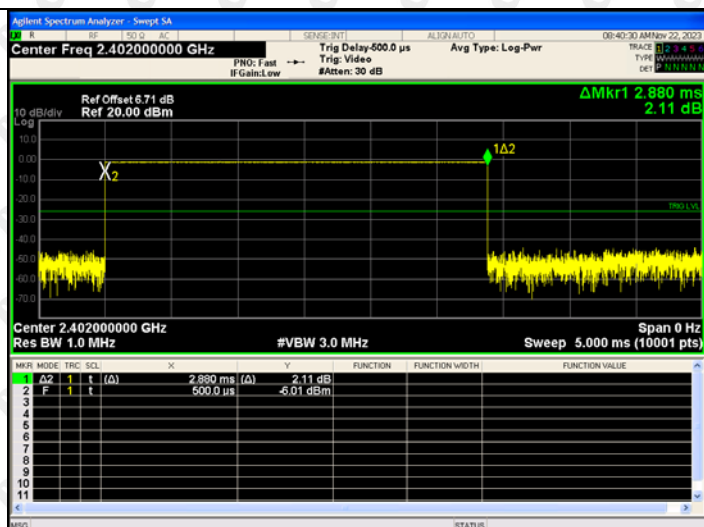 Agilent Spectrum Analyzer - Swept SA
R RF 50 Ω AC SENSE:INT ALIGN AUTO 08:40:30 AM Nov 22, 2023
Center Freq 2.402000000 GHz
PNO: Fast
IFGain:Low
Trig Delay-500.0 µs
Trig: Video
#Atten: 30 dB
Avg Type: Log-Pwr
TRACE 1 2 3 4 5 6
TYPE
DET P N N N N N
Ref Offset 6.71 dB
Ref 20.00 dBm
10 dB/div
Log
ΔMkr1 2.880 ms
2.11 dB
10.0
0.00
-10.0
-20.0
-30.0
-40.0
-50.0
-60.0
-70.0
X2
1Δ2
TRIG LVL
Center 2.402000000 GHz Span 0 Hz
Res BW 1.0 MHz #VBW 3.0 MHz Sweep 5.000 ms (10001 pts)
MKR MODE TRC SCL X Y FUNCTION FUNCTION WIDTH FUNCTION VALUE
1 Δ2 1 t (Δ) 2.880 ms (Δ) 2.11 dB
2 F 1 t 500.0 µs -5.01 dBm
3
4
5
6
7
8
9
10
11
MSG STATUS